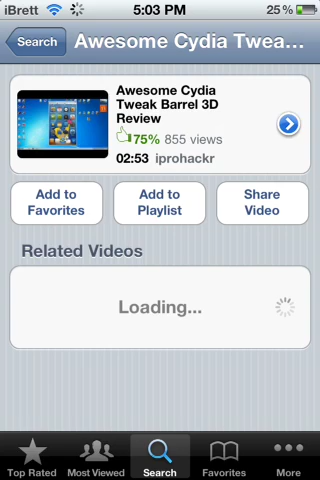 iBrett 5:03 PM 25%
Search Awesome Cydia Twea...
Awesome Cydia
Tweak Barrel 3D
Review
75% 855 views
02:53 iprohackr
Add to Favorites
Add to Playlist
Share Video
Related Videos
Loading...
Top Rated Most Viewed Search Favorites More